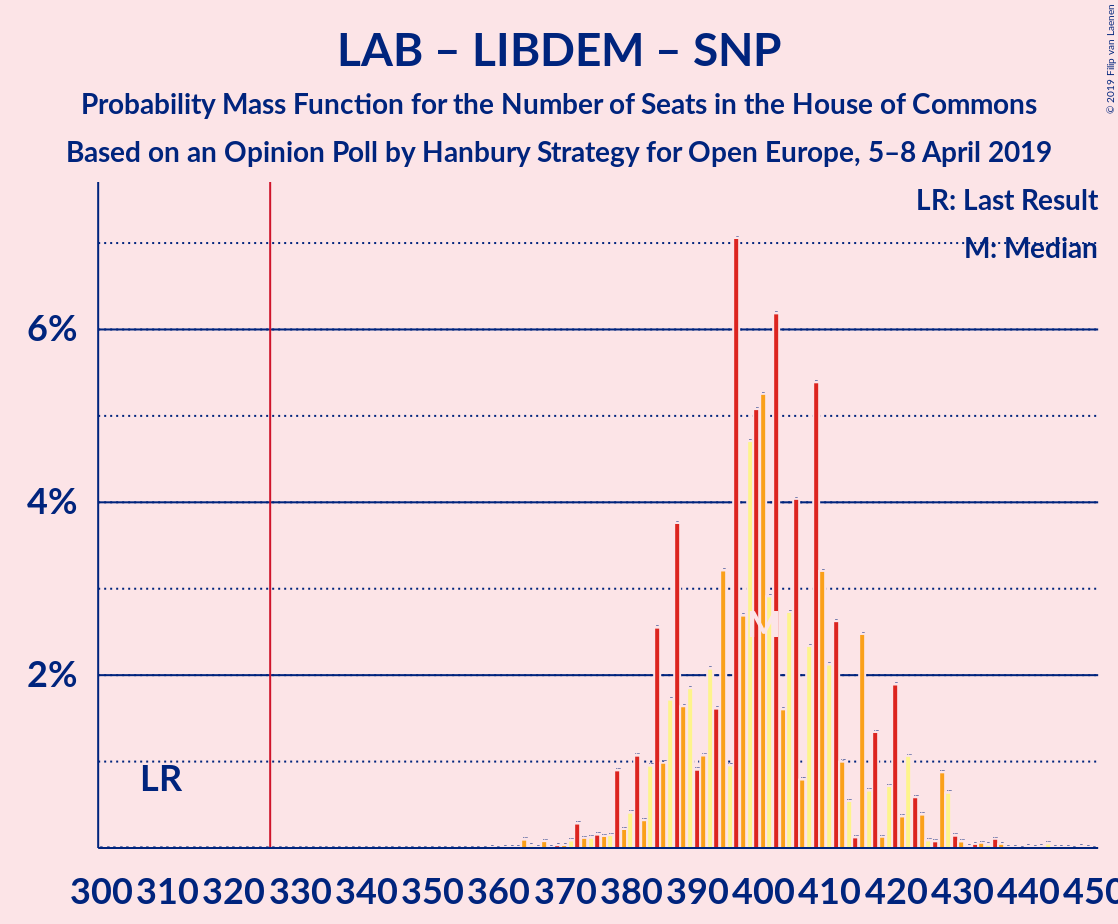 LAB – LIBDEM – SNP
Probability Mass Function for the Number of Seats in the House of Commons
Based on an Opinion Poll by Hanbury Strategy for Open Europe, 5–8 April 2019
© 2019 Filip van Laenen
LR: Last Result
M: Median
6%
4%
2%
M
LR
300 310 320 330 340 350 360 370 380 390 400 410 420 430 440 450